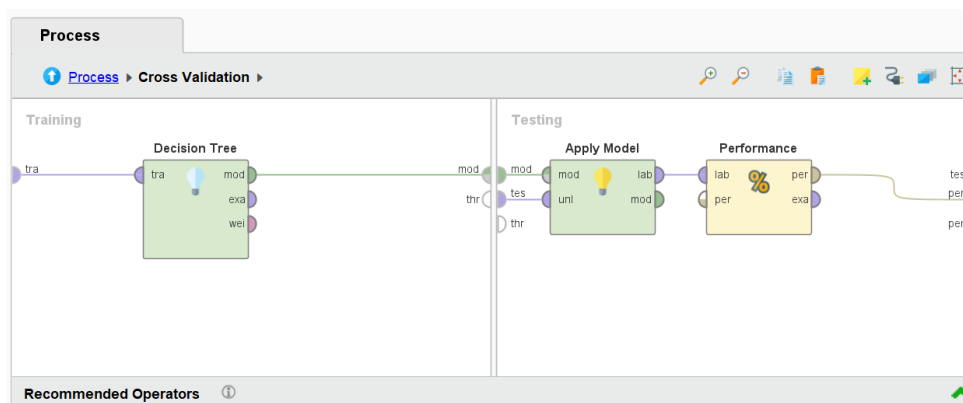 Process
Process ▸ Cross Validation ▸
Training
Testing
Decision Tree
Apply Model
Performance
tra
tra
mod
exa
wei
mod
thr
mod
tes
thr
mod
unl
lab
mod
lab
per
%
per
exa
tes
per
per
Recommended Operators